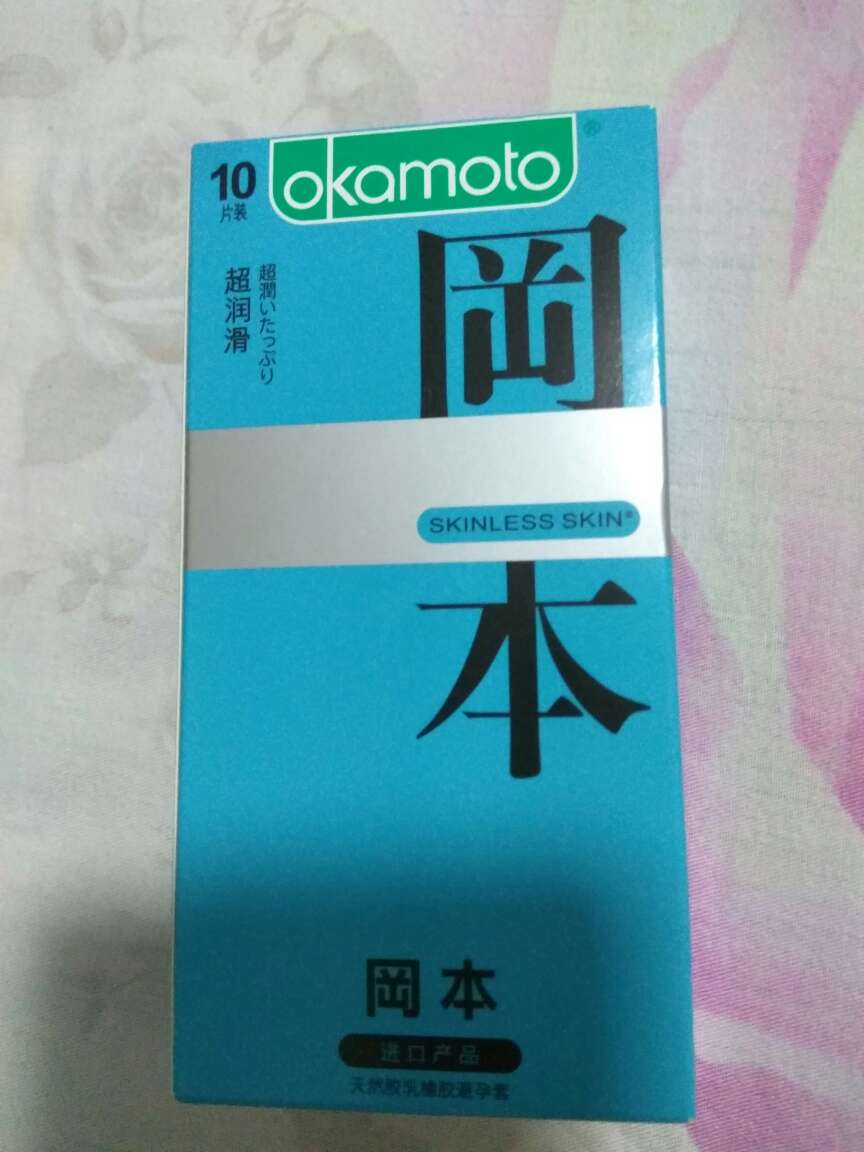 okamoto®
10
片装
超润滑
超潤いたっぷり
岡本
SKINLESS SKIN®
岡本
进口产品
天然胶乳橡胶避孕套